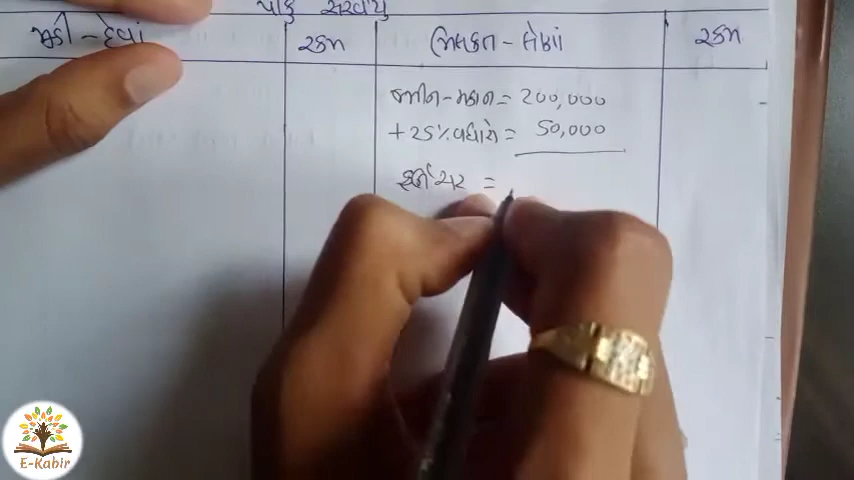 પાકુ સરવૈયુ
મૂડી - દેવાં રકમ મિલકત - લેણાં રકમ
જમીન - મકાન = 200,000
+ 25% વધારો = 50,000
ફર્નિચર =
E-Kabir